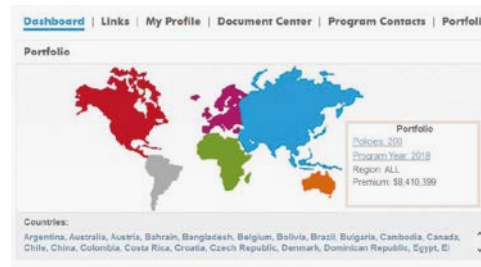 Dashboard | Links | My Profile | Document Center | Program Contacts | Portfoli
Portfolio
Portfolio
Policies: 200
Program Year: 2018
Region: ALL
Premium: $8,410,399
Countries:
Argentina, Australia, Austria, Bahrain, Bangladesh, Belgium, Bolivia, Brazil, Bulgaria, Cambodia, Canada,
Chile, China, Colombia, Costa Rica, Croatia, Czech Republic, Denmark, Dominican Republic, Egypt, El